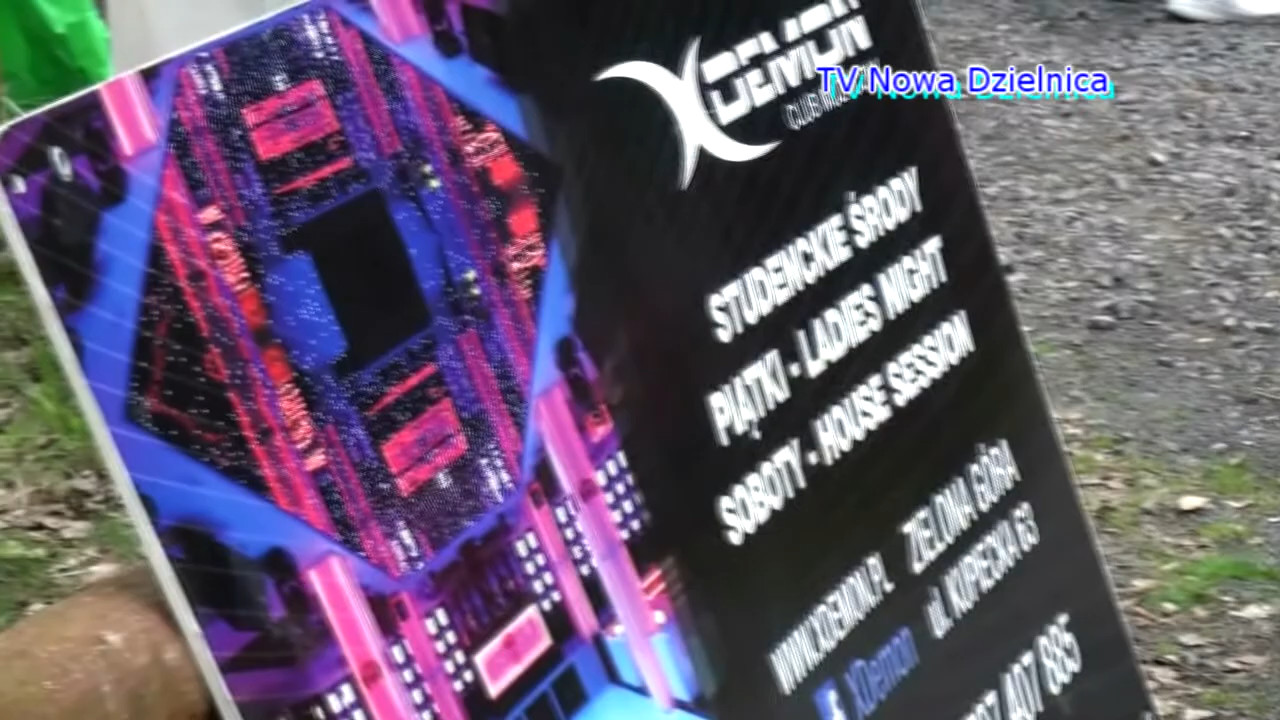 XDEMON
TV Nowa Dzielnica
CLUB
STUDENCKIE ŚRODY
PIĄTKI - LADIES NIGHT
SOBOTY - HOUSE SESSION
WWW.XDEMON.PL ZIELONA GÓRA
ul. KUPIECKA 63
XDemon
407 885